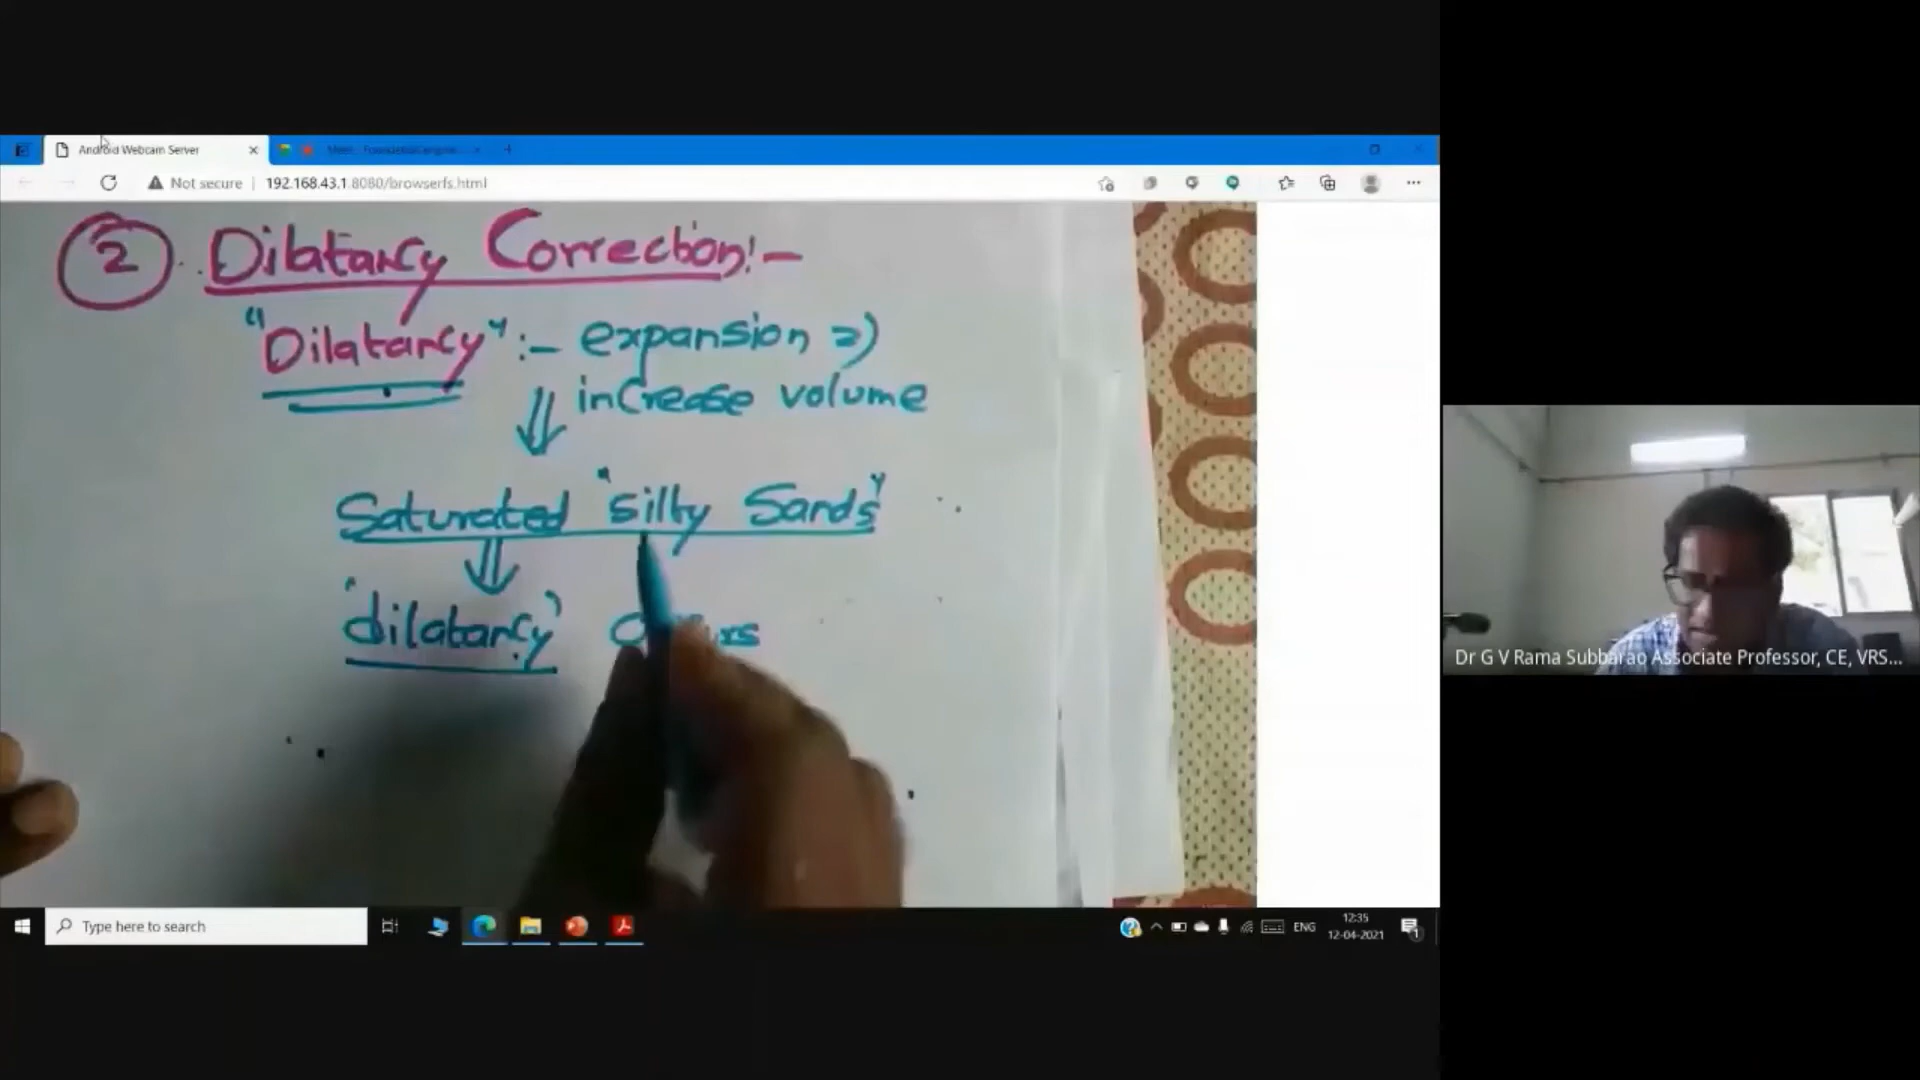 Android Webcam Server
Not secure
192.168.43.1:8080/browserfs.html
2 Dilatancy Correction:-
"Dilatancy":- expansion =)
increase volume
Saturated "silty Sands"
'dilatancy'
Dr G V Rama Subbarao Associate Professor, CE, VRS...
Type here to search
ENG
12:35
12-04-2021
1